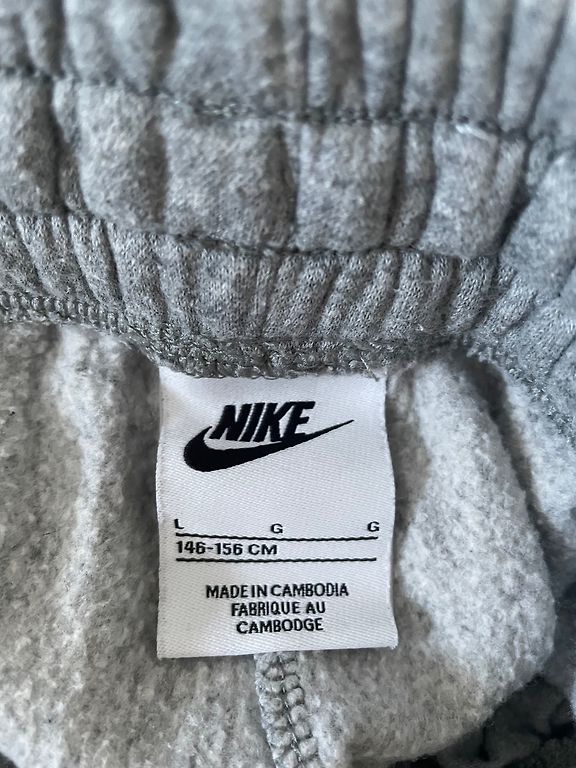 NIKE
L G G
146-156 CM
MADE IN CAMBODIA
FABRIQUE AU
CAMBODGE